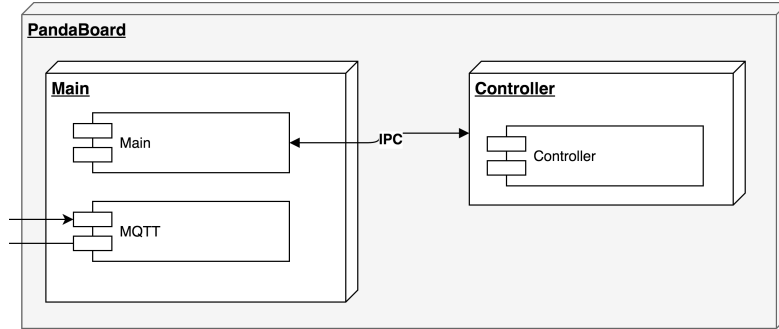 PandaBoard
Main
Controller
Main
IPC
Controller
MQTT